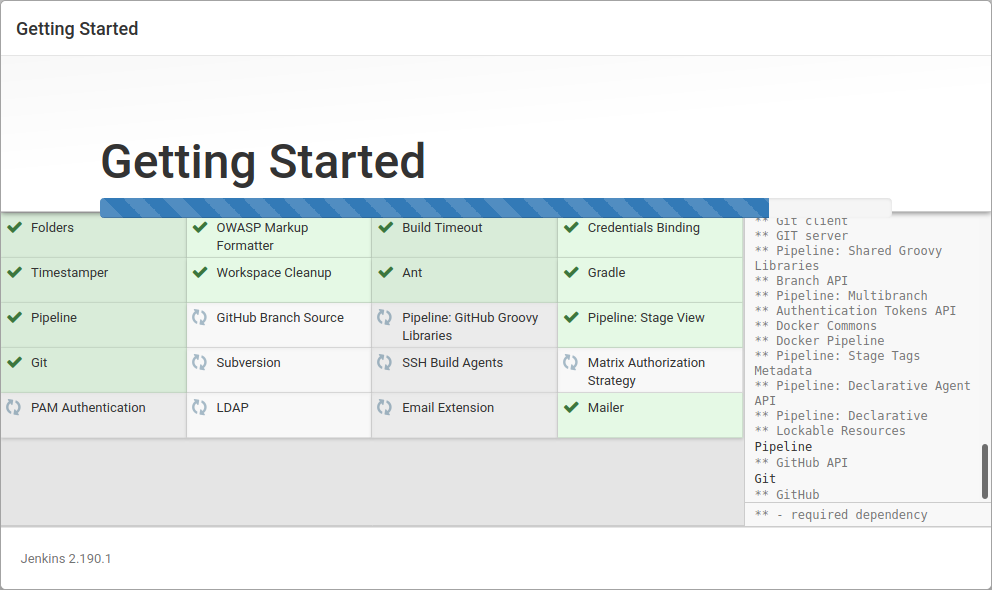 Getting Started
Getting Started
Folders
OWASP Markup
Formatter
Build Timeout
Credentials Binding
Timestamper
Workspace Cleanup
Ant
Gradle
Pipeline
GitHub Branch Source
Pipeline: GitHub Groovy
Libraries
Pipeline: Stage View
Git
Subversion
SSH Build Agents
Matrix Authorization
Strategy
PAM Authentication
LDAP
Email Extension
Mailer
** Git client
** GIT server
** Pipeline: Shared Groovy
Libraries
** Branch API
** Pipeline: Multibranch
** Authentication Tokens API
** Docker Commons
** Docker Pipeline
** Pipeline: Stage Tags
Metadata
** Pipeline: Declarative Agent
API
** Pipeline: Declarative
** Lockable Resources
Pipeline
** GitHub API
Git
** GitHub
** - required dependency
Jenkins 2.190.1